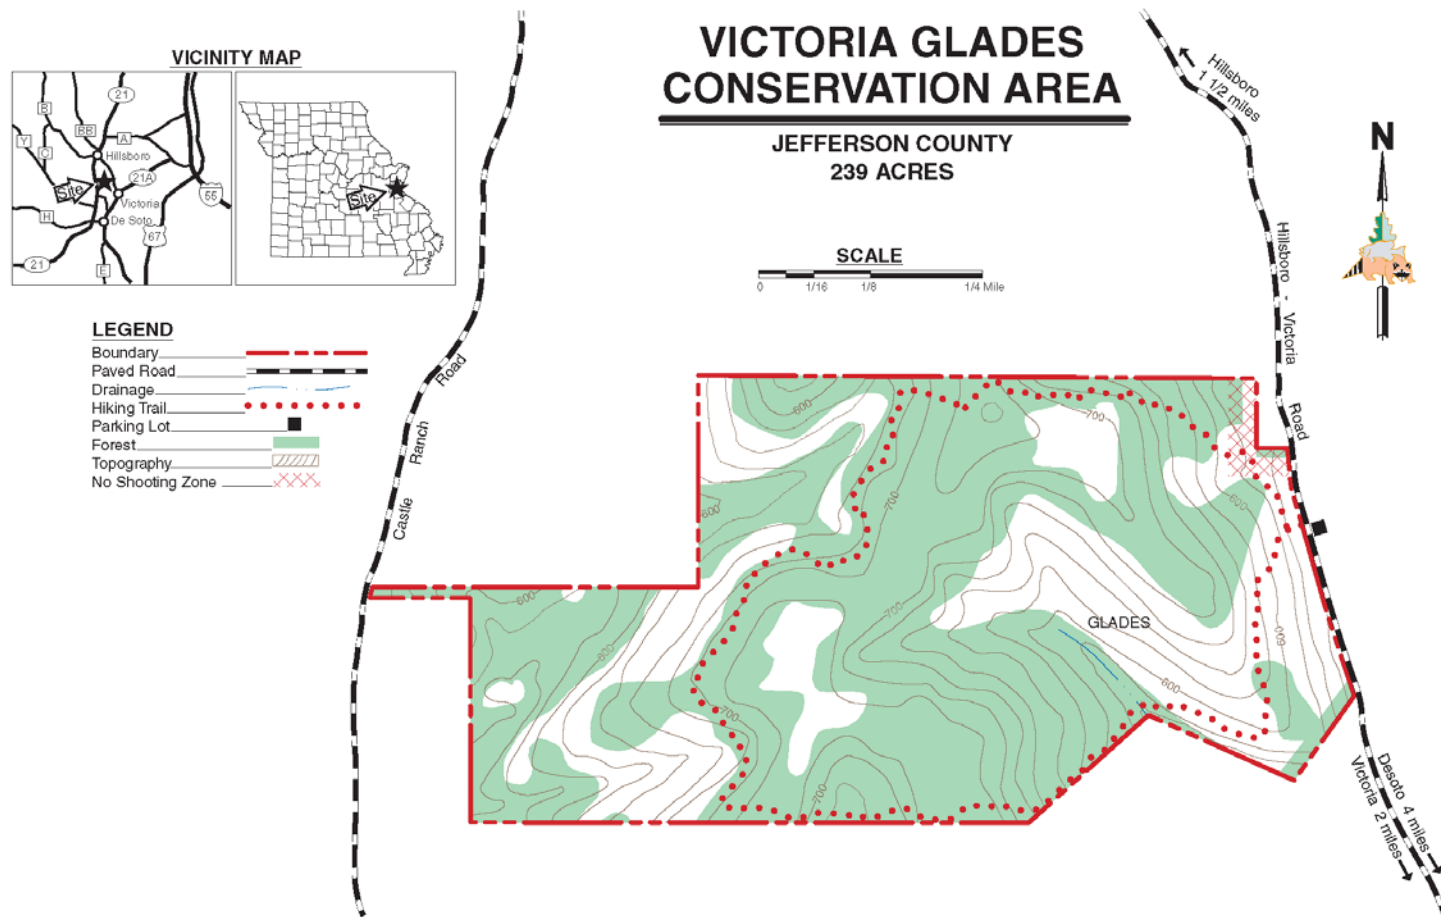 VICTORIA GLADES
CONSERVATION AREA
JEFFERSON COUNTY
239 ACRES
VICINITY MAP
21
B
BB
A
Y
C
Hillsboro
21A
Site
55
Victoria
H
De Soto
67
21
E
Site
SCALE
0 1/16 1/8 1/4 Mile
N
Hillsboro
1 1/2 miles
Hillsboro - Victoria Road
LEGEND
Boundary
Paved Road
Drainage
Hiking Trail
Parking Lot
Forest
Topography
No Shooting Zone
Castle Ranch Road
600
700
600
700
600
600
700
GLADES
600
600
600
700
700
Desoto 4 miles
Victoria 2 miles